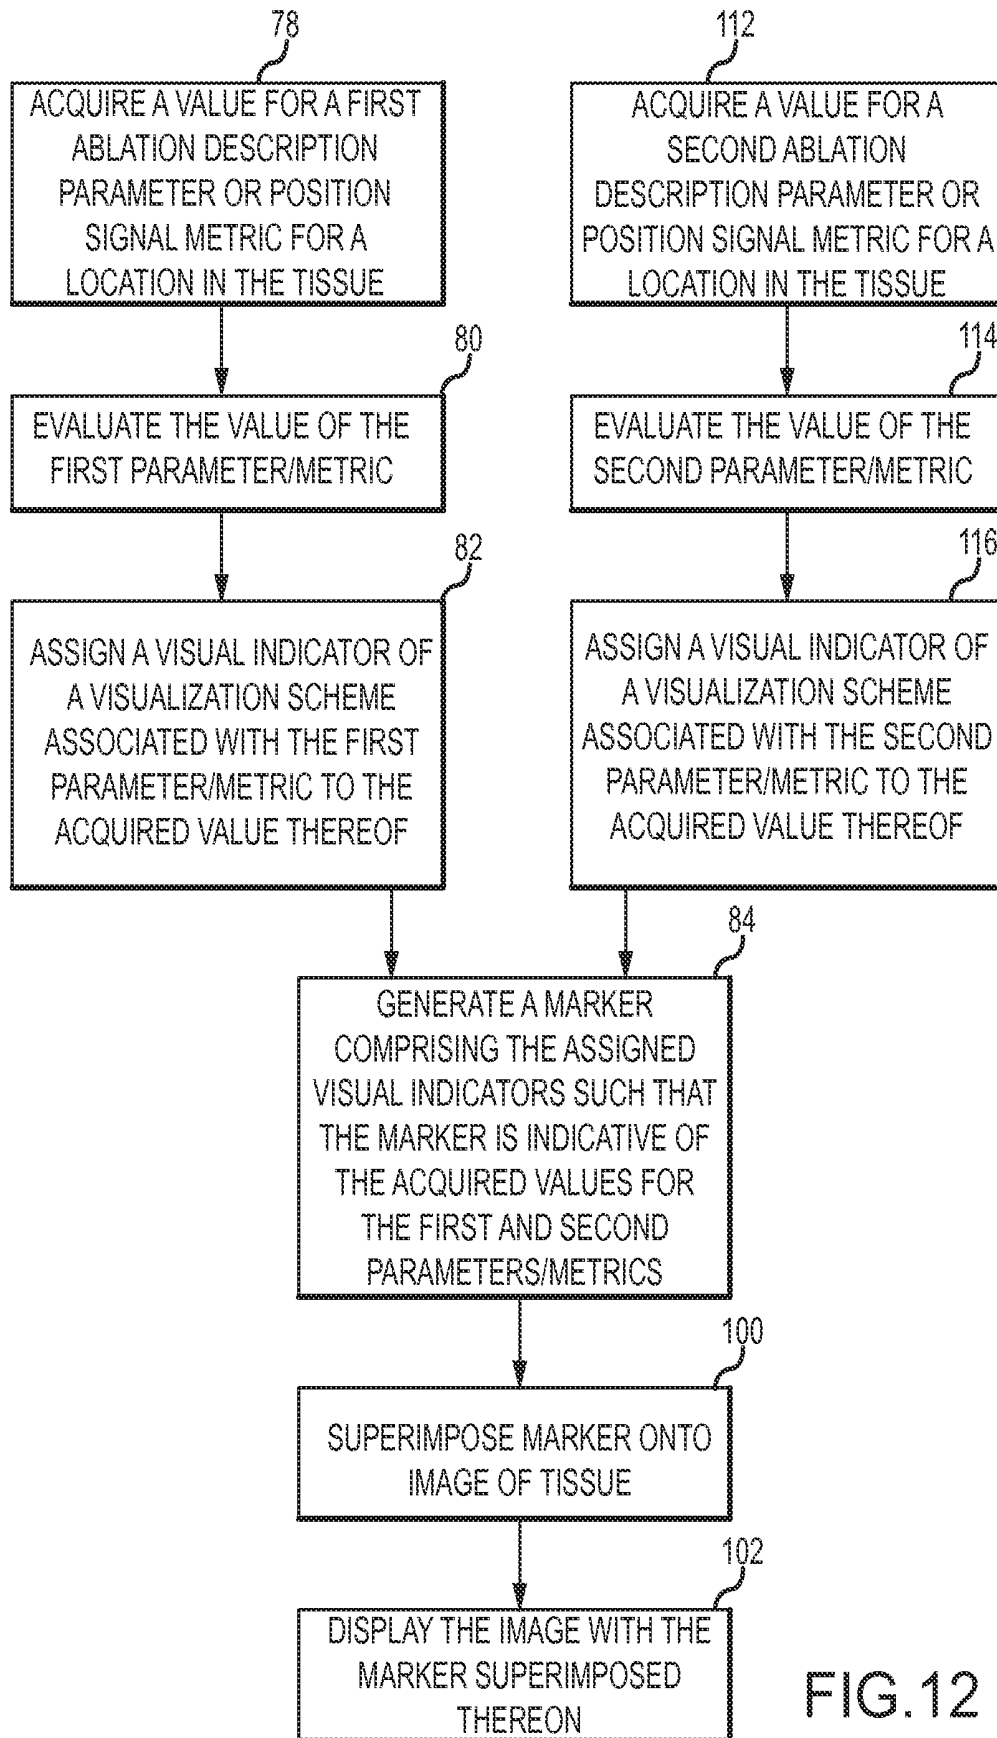 78
ACQUIRE A VALUE FOR A FIRST
ABLATION DESCRIPTION
PARAMETER OR POSITION
SIGNAL METRIC FOR A
LOCATION IN THE TISSUE
112
ACQUIRE A VALUE FOR A
SECOND ABLATION
DESCRIPTION PARAMETER OR
POSITION SIGNAL METRIC FOR A
LOCATION IN THE TISSUE
80
EVALUATE THE VALUE OF THE
FIRST PARAMETER/METRIC
114
EVALUATE THE VALUE OF THE
SECOND PARAMETER/METRIC
82
ASSIGN A VISUAL INDICATOR OF
A VISUALIZATION SCHEME
ASSOCIATED WITH THE FIRST
PARAMETER/METRIC TO THE
ACQUIRED VALUE THEREOF
116
ASSIGN A VISUAL INDICATOR OF
A VISUALIZATION SCHEME
ASSOCIATED WITH THE SECOND
PARAMETER/METRIC TO THE
ACQUIRED VALUE THEREOF
84
GENERATE A MARKER
COMPRISING THE ASSIGNED
VISUAL INDICATORS SUCH THAT
THE MARKER IS INDICATIVE OF
THE ACQUIRED VALUES FOR
THE FIRST AND SECOND
PARAMETERS/METRICS
100
SUPERIMPOSE MARKER ONTO
IMAGE OF TISSUE
102
DISPLAY THE IMAGE WITH THE
MARKER SUPERIMPOSED
THEREON
FIG.12